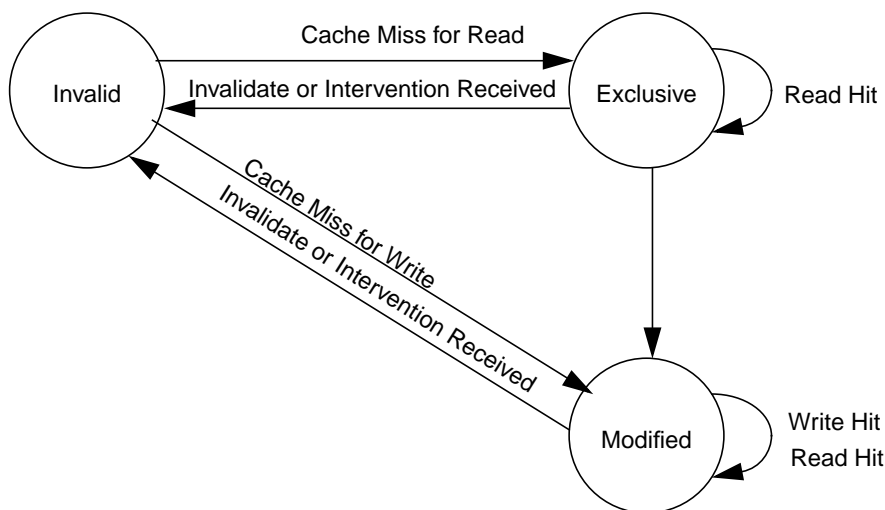 Cache Miss for Read
Invalid
Invalidate or Intervention Received
Exclusive
Read Hit
Cache Miss for Write
Invalidate or Intervention Received
Modified
Write Hit
Read Hit